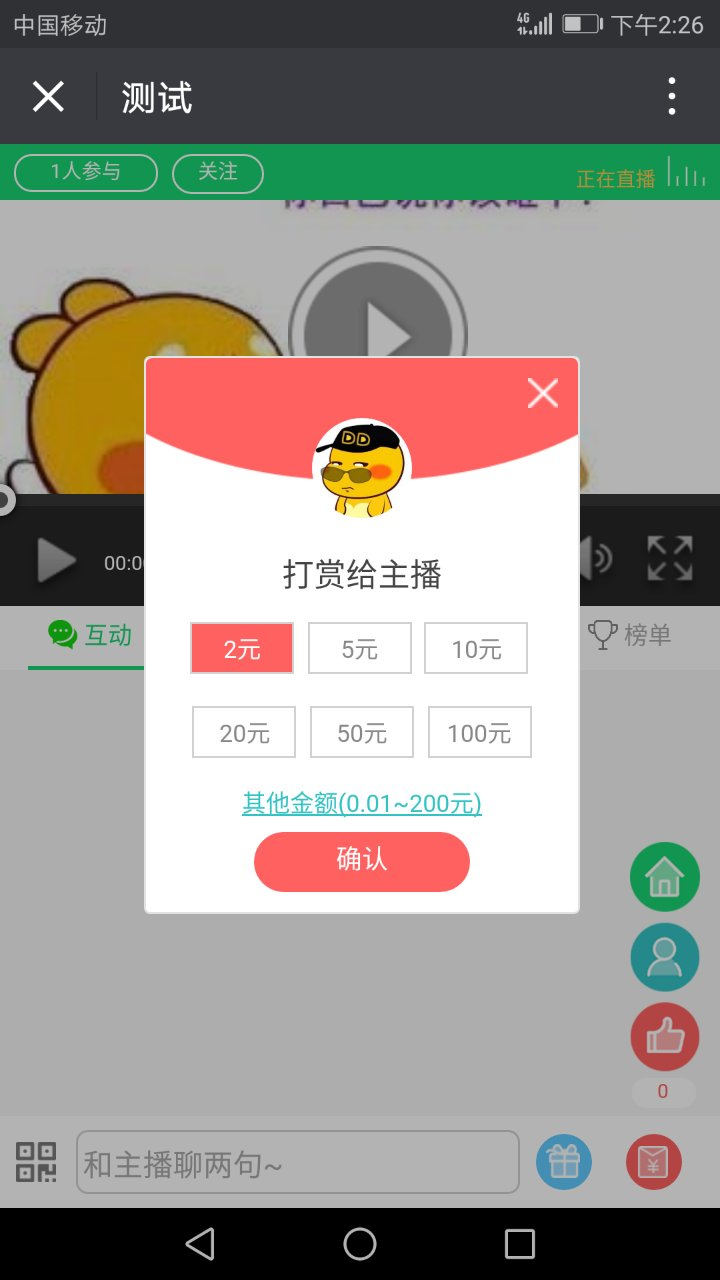 中国移动
4G
下午2:26
测试
1人参与
关注
正在直播
00:0
DD
打赏给主播
2元
5元
10元
20元
50元
100元
其他金额(0.01~200元)
确认
互动
榜单
0
和主播聊两句~
¥